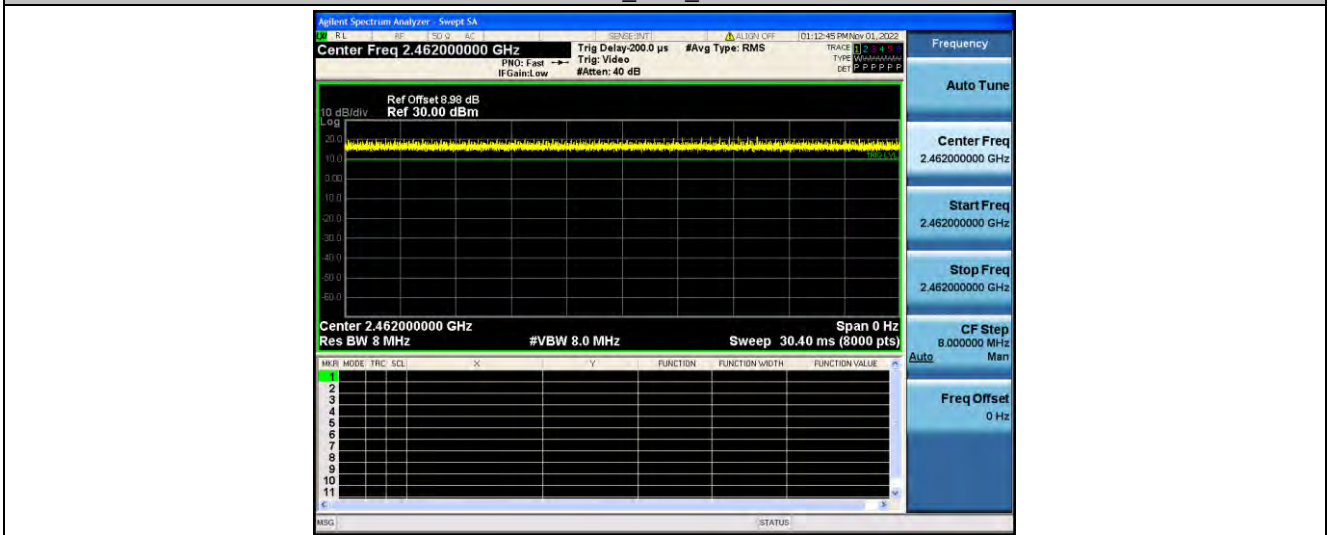 Agilent Spectrum Analyzer - Swept SA
RL RF 50 Ω AC SENSE:INT ALIGN OFF 01:12:45 PM Nov 01, 2022
Center Freq 2.462000000 GHz
PNO: Fast
IFGain:Low
Trig Delay-200.0 µs
Trig: Video
#Atten: 40 dB
#Avg Type: RMS
TRACE 1 2 3 4 5 6
TYPE
DET P P P P P P
Ref Offset 8.98 dB
10 dB/div Ref 30.00 dBm
Log
20.0
10.0
TRIG LVL
0.00
-10.0
-20.0
-30.0
-40.0
-50.0
-60.0
Center 2.462000000 GHz Span 0 Hz
Res BW 8 MHz #VBW 8.0 MHz Sweep 30.40 ms (8000 pts)
MKR MODE TRC SCL X Y FUNCTION FUNCTION WIDTH FUNCTION VALUE
1
2
3
4
5
6
7
8
9
10
11
MSG STATUS
Frequency
Auto Tune
Center Freq
2.462000000 GHz
Start Freq
2.462000000 GHz
Stop Freq
2.462000000 GHz
CF Step
8.000000 MHz
Auto Man
Freq Offset
0 Hz